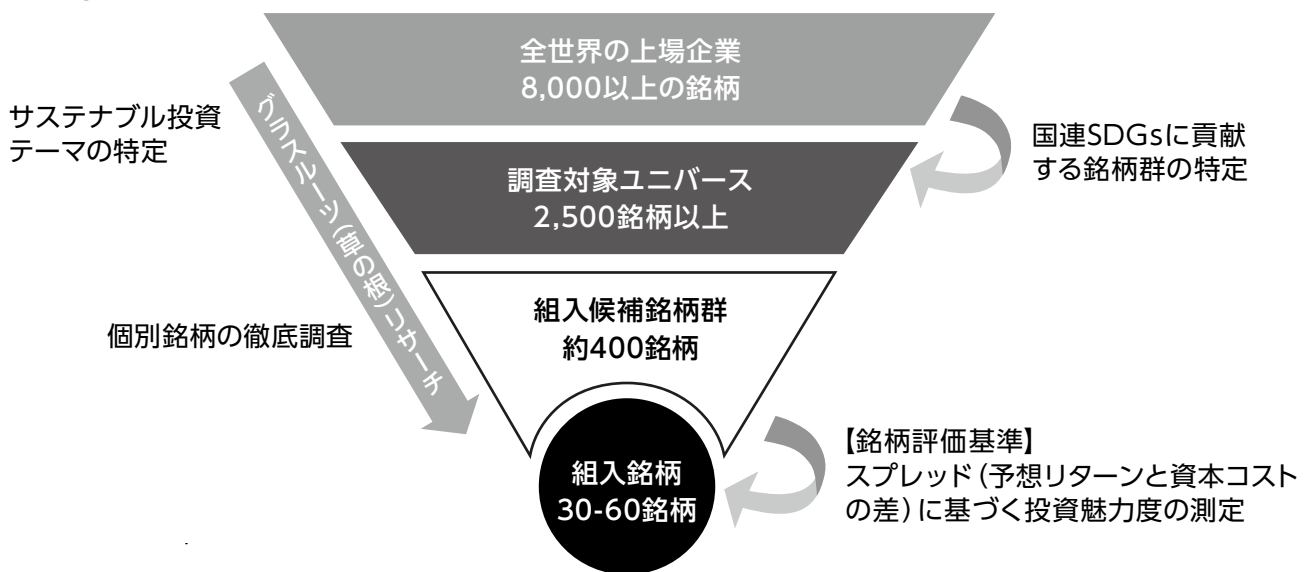 全世界の上場企業
8,000以上の銘柄
サステナブル投資
テーマの特定
グラスルーツ(草の根)リサーチ
国連SDGsに貢献
する銘柄群の特定
調査対象ユニバース
2,500銘柄以上
組入候補銘柄群
約400銘柄
個別銘柄の徹底調査
【銘柄評価基準】
スプレッド(予想リターンと資本コスト
の差)に基づく投資魅力度の測定
組入銘柄
30-60銘柄